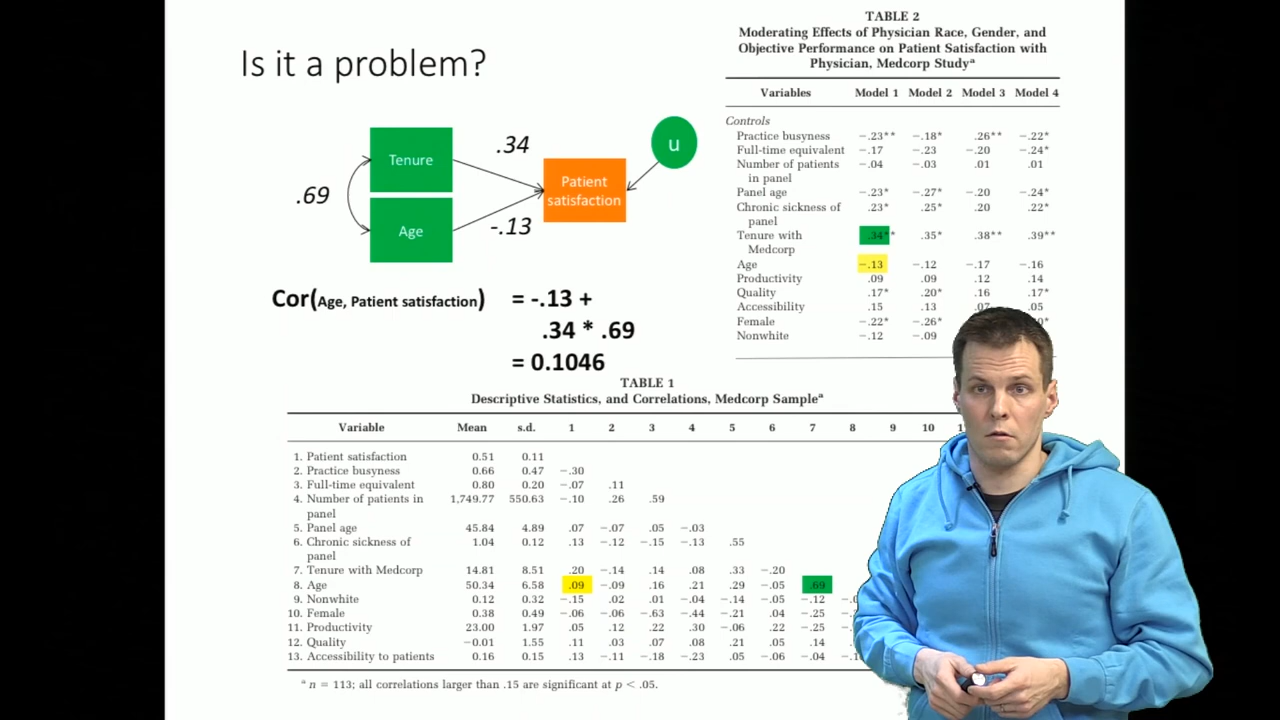 Is it a problem?
Tenure
Age
Patient
satisfaction
u
.34
.69
-.13
Cor(Age, Patient satisfaction) = -.13 +
.34 * .69
= 0.1046
TABLE 2
Moderating Effects of Physician Race, Gender, and
Objective Performance on Patient Satisfaction with
Physician, Medcorp Studyᵃ
Variables Model 1 Model 2 Model 3 Model 4
Controls
Practice busyness −.23** −.18* .26** −.22*
Full-time equivalent −.17 −.23 −.20 −.24*
Number of patients −.04 −.03 .01 .01
in panel
Panel age −.23* −.27* −.20 −.24*
Chronic sickness of .23* .25* .20 .22*
panel
Tenure with .34** .35* .38** .39**
Medcorp
Age −.13 −.12 −.17 −.16
Productivity .09 .09 .12 .14
Quality .17* .20* .16 .17*
Accessibility .15 .13 .07 .05
Female −.22* −.26*
Nonwhite −.12 −.09
TABLE 1
Descriptive Statistics, and Correlations, Medcorp Sampleᵃ
Variable Mean s.d. 1 2 3 4 5 6 7 8 9 10
1. Patient satisfaction 0.51 0.11
2. Practice busyness 0.66 0.47 −.30
3. Full-time equivalent 0.80 0.20 −.07 .11
4. Number of patients in 1,749.77 550.63 −.10 .26 .59
panel
5. Panel age 45.84 4.89 .07 −.07 .05 −.03
6. Chronic sickness of 1.04 0.12 .13 −.12 −.15 −.13 .55
panel
7. Tenure with Medcorp 14.81 8.51 .20 −.14 .14 .08 .33 −.20
8. Age 50.34 6.58 .09 −.09 .16 .21 .29 −.05 .69
9. Nonwhite 0.12 0.32 −.15 .02 .01 −.04 −.14 −.05 −.12
10. Female 0.38 0.49 −.06 −.06 −.63 −.44 −.21 .04 −.25
11. Productivity 23.00 1.97 .05 .12 .22 .30 −.06 .22 −.25
12. Quality −0.01 1.55 .11 .03 .07 .08 .21 .05 .14
13. Accessibility to patients 0.16 0.15 .13 −.11 −.18 −.23 .05 −.06 −.04
ᵃ n = 113; all correlations larger than .15 are significant at p < .05.